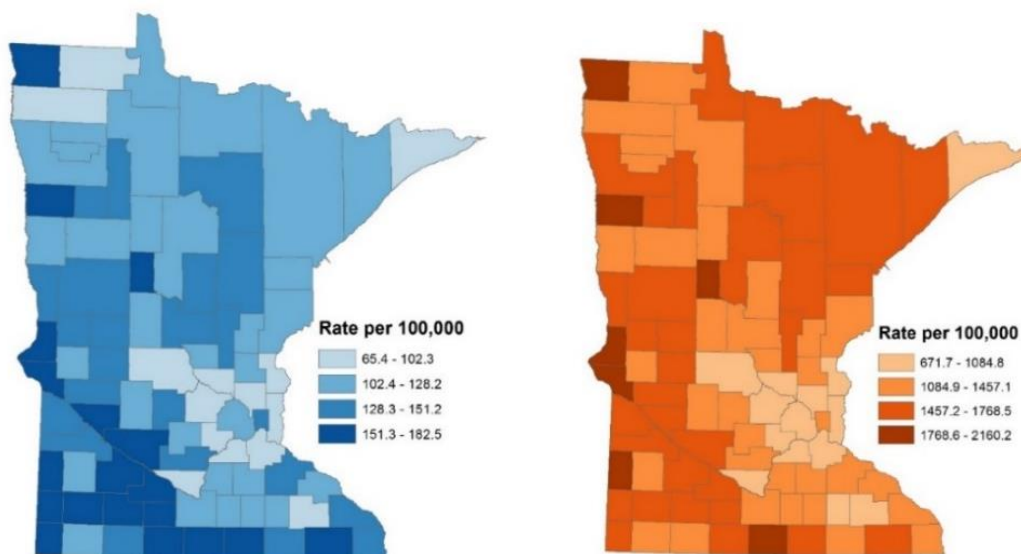 Rate per 100,000
65.4 - 102.3
102.4 - 128.2
128.3 - 151.2
151.3 - 182.5
Rate per 100,000
671.7 - 1084.8
1084.9 - 1457.1
1457.2 - 1768.5
1768.6 - 2160.2